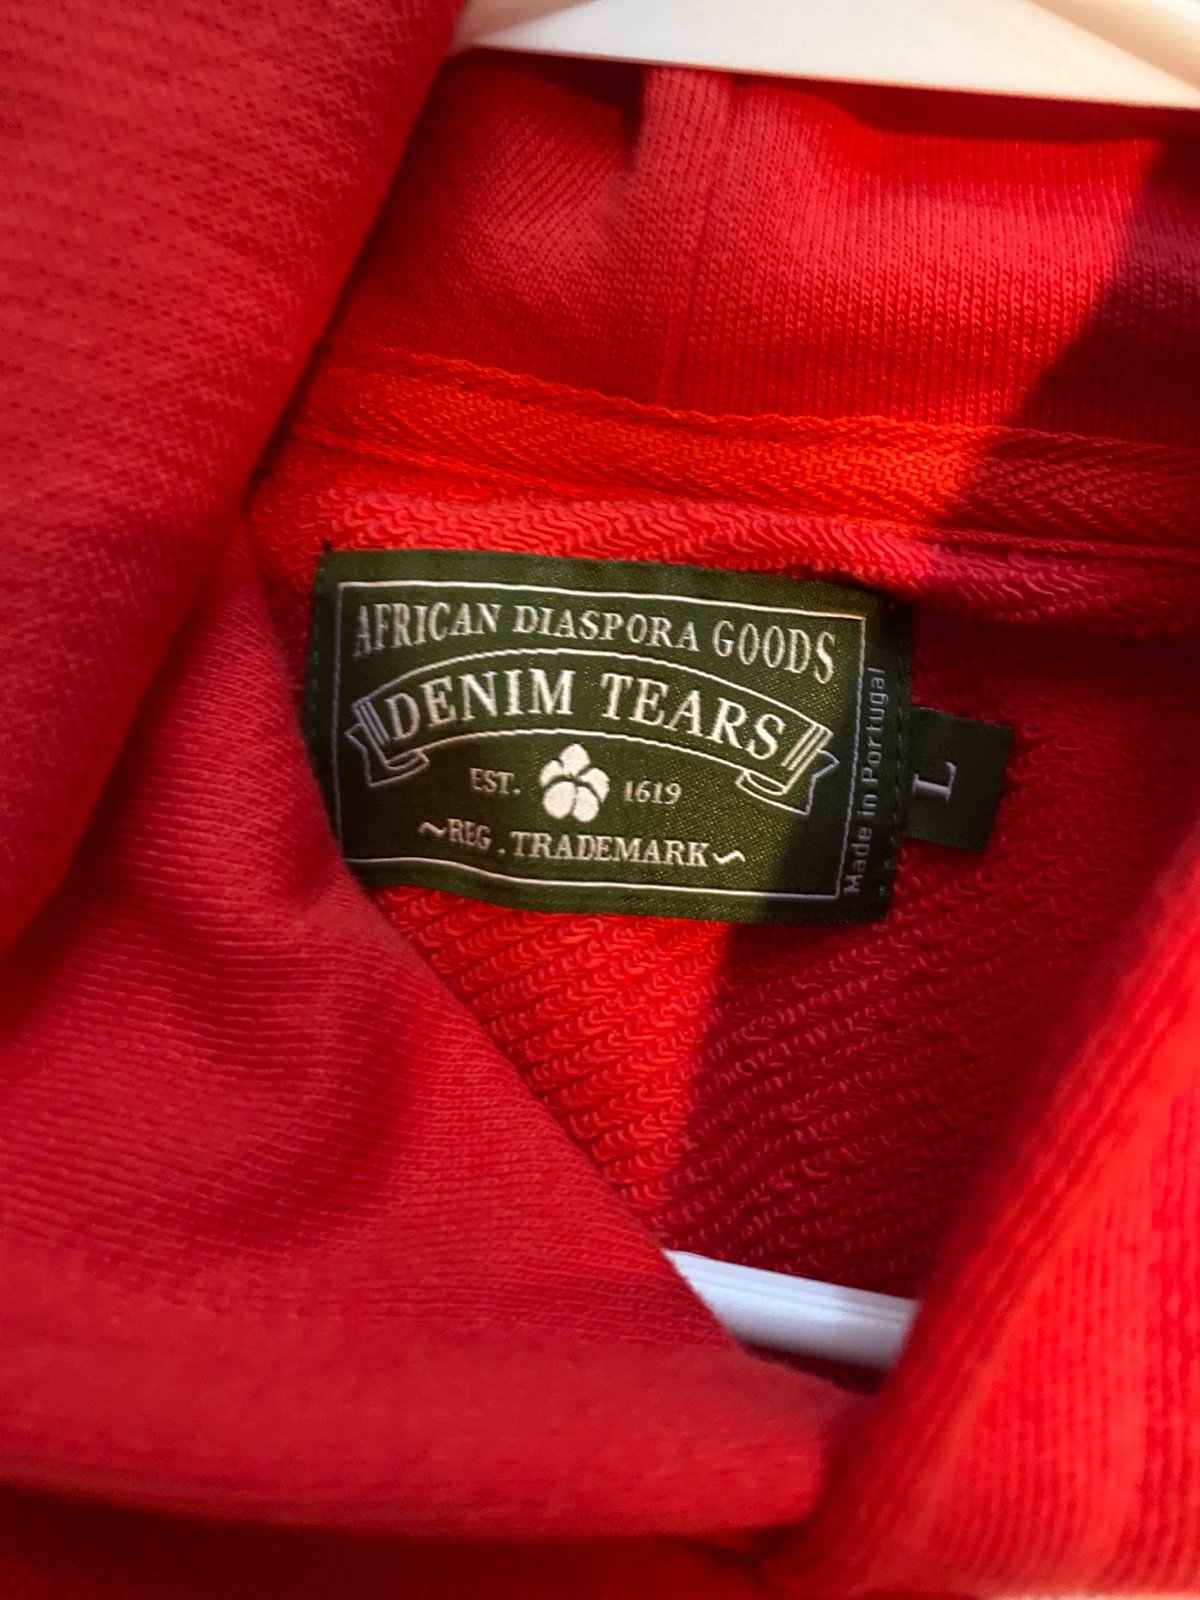 AFRICAN DIASPORA GOODS
DENIM TEARS
EST. 1619
~REG. TRADEMARK~
Made in Portugal
L